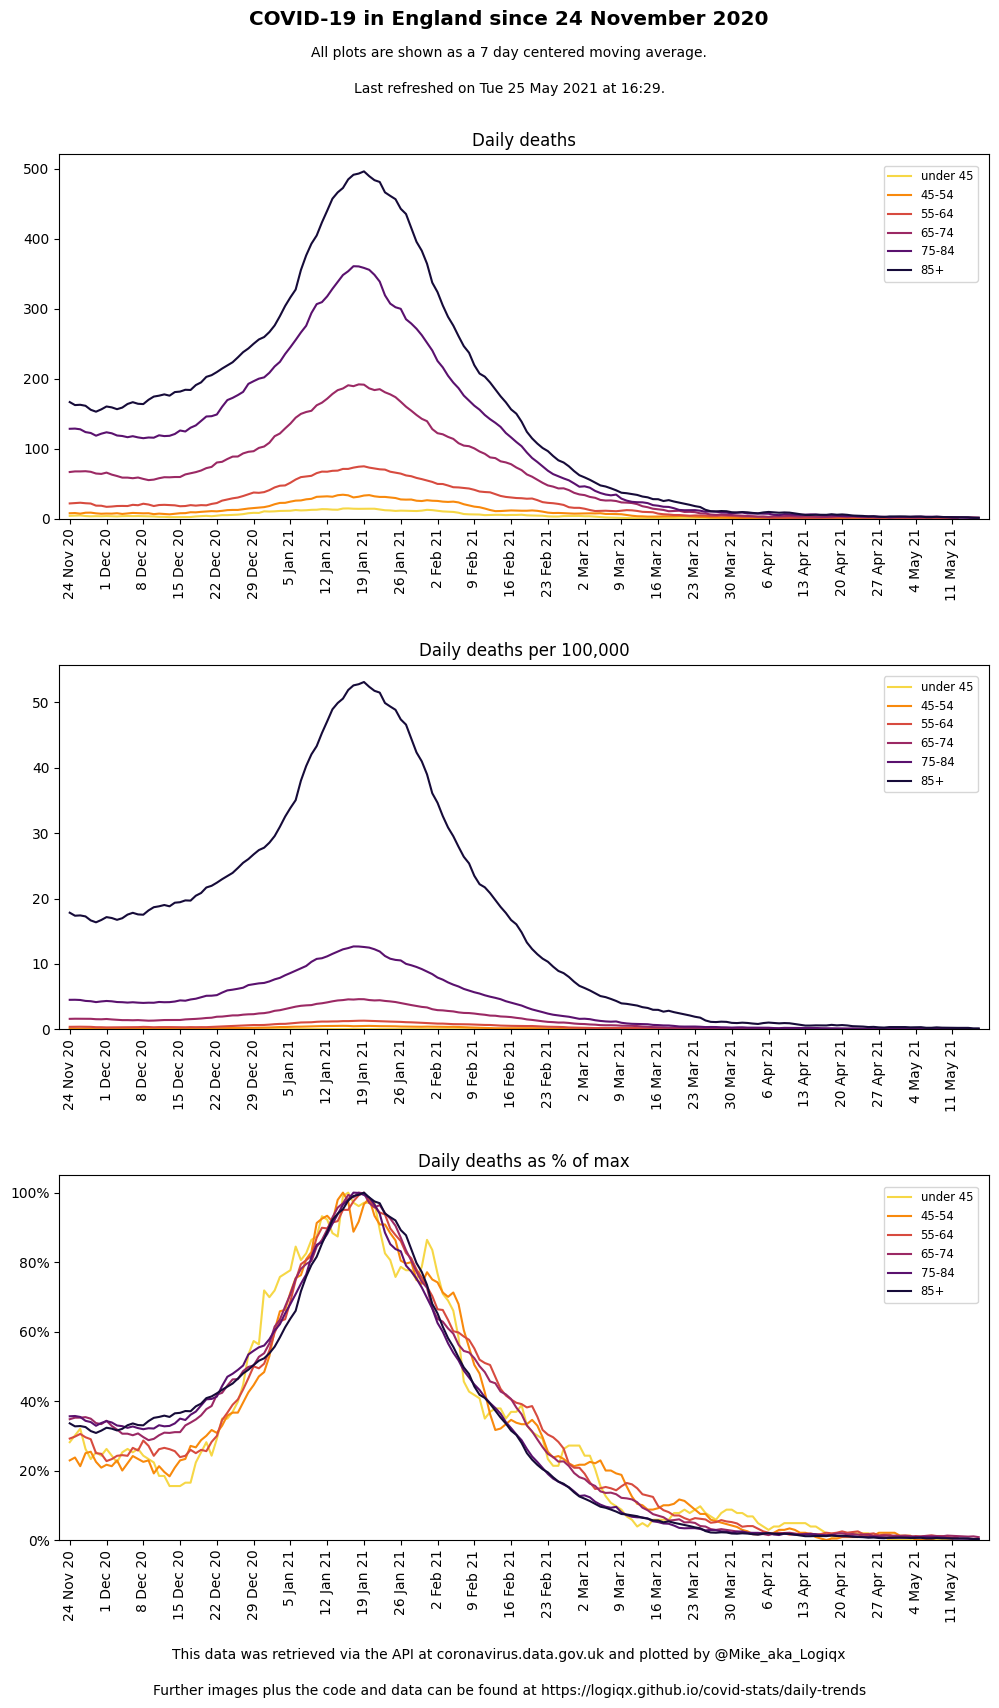 COVID-19 in England since 24 November 2020
All plots are shown as a 7 day centered moving average.
Last refreshed on Tue 25 May 2021 at 16:29.
Daily deaths
500
400
300
200
100
0
under 45
45-54
55-64
65-74
75-84
85+
24 Nov 20
1 Dec 20
8 Dec 20
15 Dec 20
22 Dec 20
29 Dec 20
5 Jan 21
12 Jan 21
19 Jan 21
26 Jan 21
2 Feb 21
9 Feb 21
16 Feb 21
23 Feb 21
2 Mar 21
9 Mar 21
16 Mar 21
23 Mar 21
30 Mar 21
6 Apr 21
13 Apr 21
20 Apr 21
27 Apr 21
4 May 21
11 May 21
Daily deaths per 100,000
50
40
30
20
10
0
under 45
45-54
55-64
65-74
75-84
85+
24 Nov 20
1 Dec 20
8 Dec 20
15 Dec 20
22 Dec 20
29 Dec 20
5 Jan 21
12 Jan 21
19 Jan 21
26 Jan 21
2 Feb 21
9 Feb 21
16 Feb 21
23 Feb 21
2 Mar 21
9 Mar 21
16 Mar 21
23 Mar 21
30 Mar 21
6 Apr 21
13 Apr 21
20 Apr 21
27 Apr 21
4 May 21
11 May 21
Daily deaths as % of max
100%
80%
60%
40%
20%
0%
under 45
45-54
55-64
65-74
75-84
85+
24 Nov 20
1 Dec 20
8 Dec 20
15 Dec 20
22 Dec 20
29 Dec 20
5 Jan 21
12 Jan 21
19 Jan 21
26 Jan 21
2 Feb 21
9 Feb 21
16 Feb 21
23 Feb 21
2 Mar 21
9 Mar 21
16 Mar 21
23 Mar 21
30 Mar 21
6 Apr 21
13 Apr 21
20 Apr 21
27 Apr 21
4 May 21
11 May 21
This data was retrieved via the API at coronavirus.data.gov.uk and plotted by @Mike_aka_Logiqx
Further images plus the code and data can be found at https://logiqx.github.io/covid-stats/daily-trends